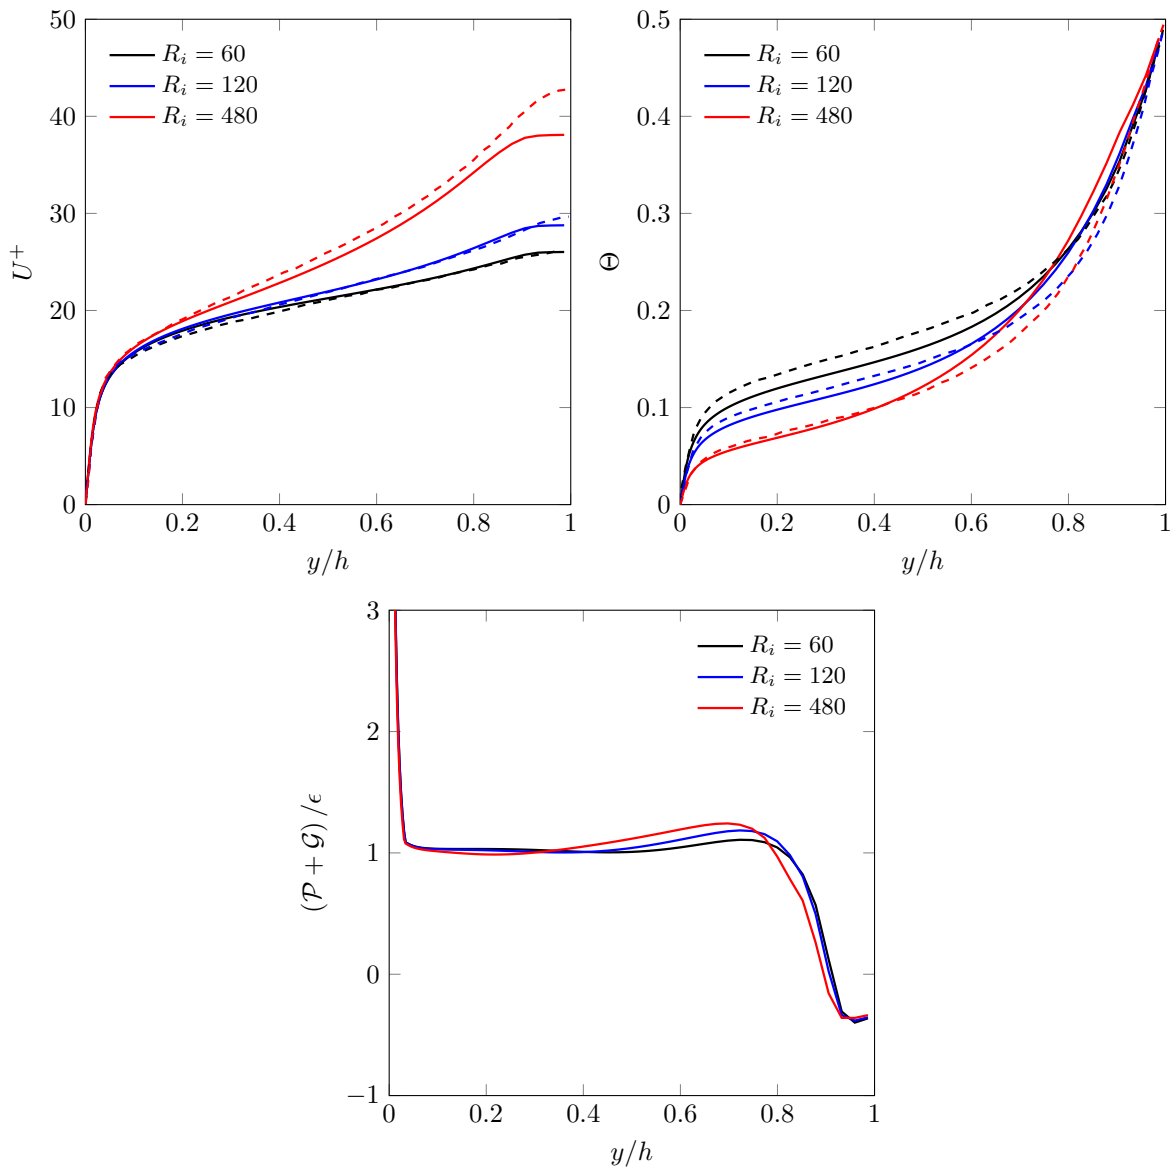 50
40
30
20
10
0
U⁺
R_i = 60
R_i = 120
R_i = 480
0 0.2 0.4 0.6 0.8 1
y/h
0.5
0.4
0.3
0.2
0.1
0
Θ
R_i = 60
R_i = 120
R_i = 480
0 0.2 0.4 0.6 0.8 1
y/h
3
2
1
0
−1
(𝒫 + 𝒢) /ϵ
R_i = 60
R_i = 120
R_i = 480
0 0.2 0.4 0.6 0.8 1
y/h